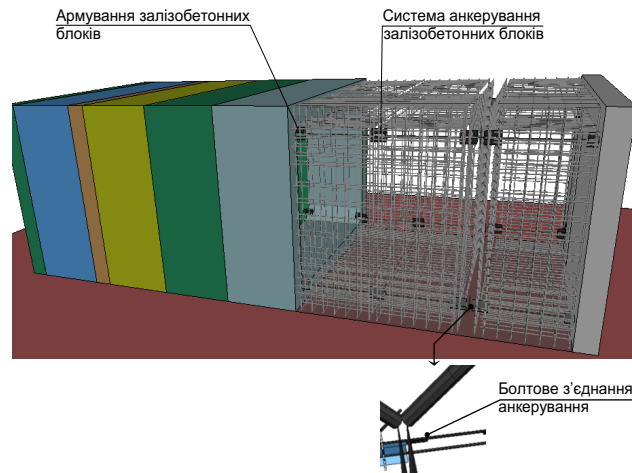 Армування залізобетонних
блоків
Система анкерування
залізобетонних блоків
Болтове з’єднання
анкерування